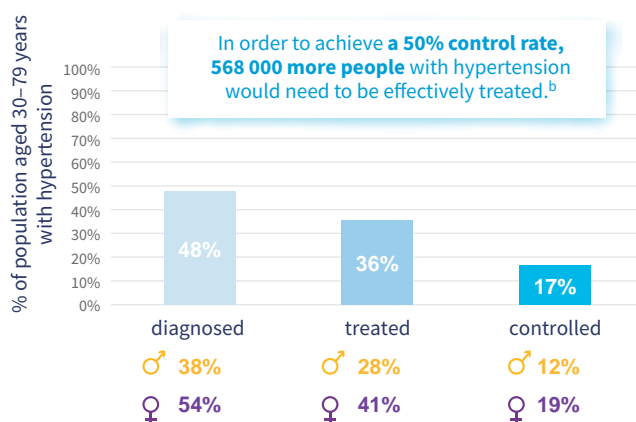 In order to achieve a 50% control rate,
568 000 more people with hypertension
would need to be effectively treated.b
% of population aged 30–79 years
with hypertension
100%
90%
80%
70%
60%
50%
40%
30%
20%
10%
0%
48%
36%
17%
diagnosed treated controlled
♂ 38% ♂ 28% ♂ 12%
♀ 54% ♀ 41% ♀ 19%